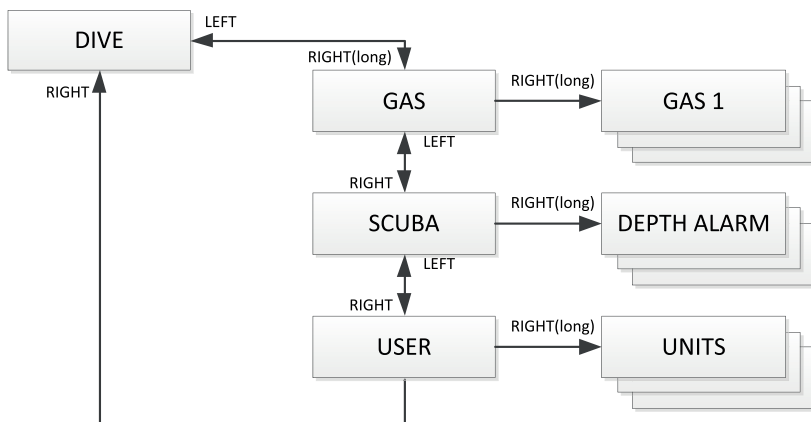 LEFT
DIVE
RIGHT(long)
RIGHT
GAS
RIGHT(long)
GAS 1
LEFT
RIGHT
SCUBA
RIGHT(long)
DEPTH ALARM
LEFT
RIGHT
USER
RIGHT(long)
UNITS